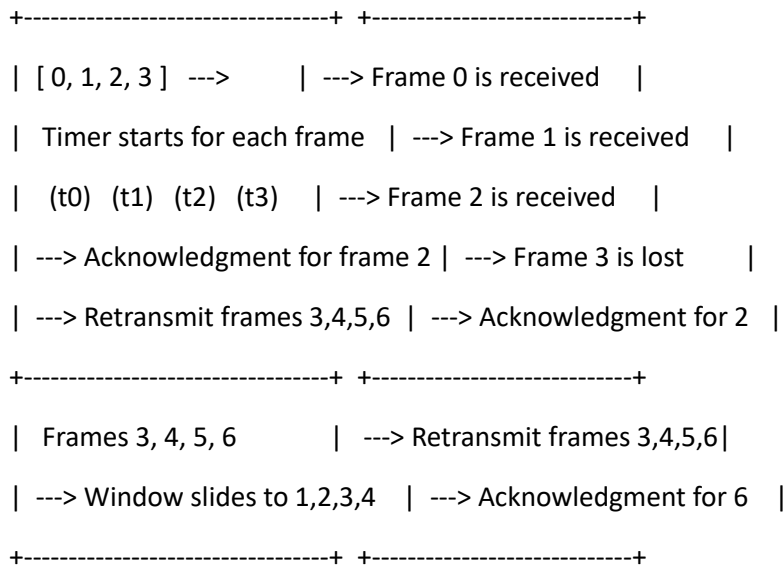 +----------------------------------+ +----------------------------+
| [ 0, 1, 2, 3 ] ---> | ---> Frame 0 is received |
| Timer starts for each frame | ---> Frame 1 is received |
| (t0) (t1) (t2) (t3) | ---> Frame 2 is received |
| ---> Acknowledgment for frame 2 | ---> Frame 3 is lost |
| ---> Retransmit frames 3,4,5,6 | ---> Acknowledgment for 2 |
+----------------------------------+ +----------------------------+
| Frames 3, 4, 5, 6 | ---> Retransmit frames 3,4,5,6|
| ---> Window slides to 1,2,3,4 | ---> Acknowledgment for 6 |
+----------------------------------+ +----------------------------+